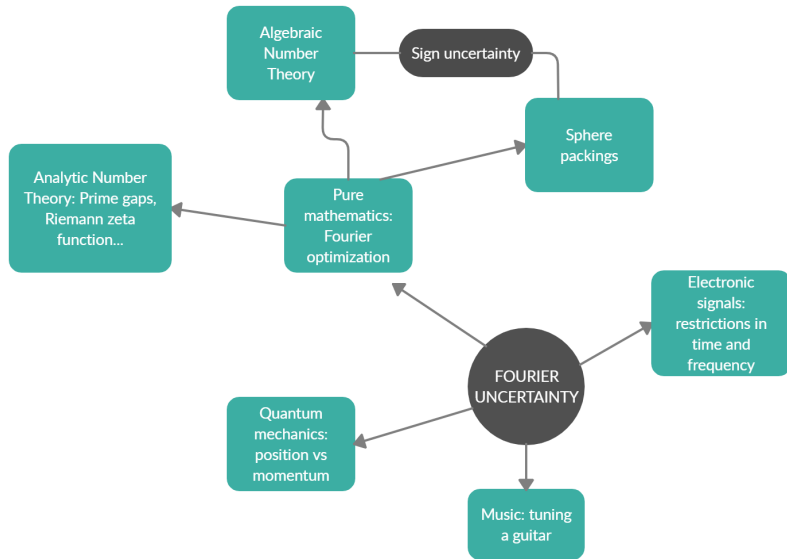 Algebraic
Number
Theory
Sign uncertainty
Sphere
packings
Analytic Number
Theory: Prime gaps,
Riemann zeta
function...
Pure
mathematics:
Fourier
optimization
Electronic
signals:
restrictions in
time and
frequency
FOURIER
UNCERTAINTY
Quantum
mechanics:
position vs
momentum
Music: tuning
a guitar